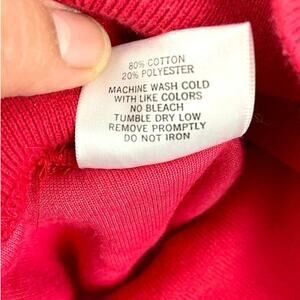 80% COTTON
20% POLYESTER
MACHINE WASH COLD
WITH LIKE COLORS
NO BLEACH
TUMBLE DRY LOW
REMOVE PROMPTLY
DO NOT IRON